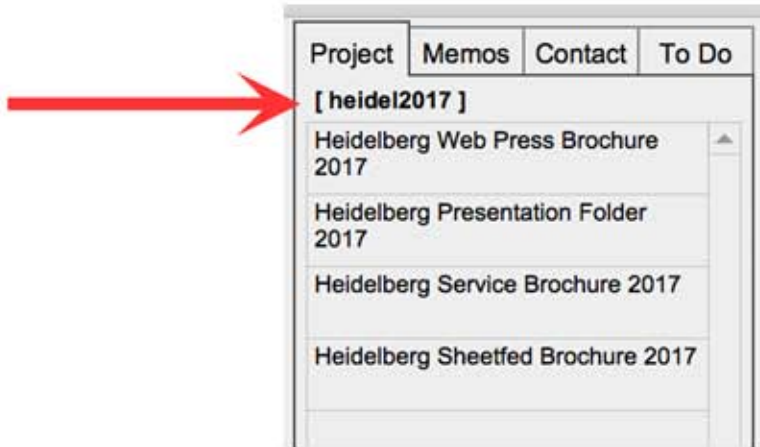 Project Memos Contact To Do
[ heidel2017 ]
Heidelberg Web Press Brochure
2017
Heidelberg Presentation Folder
2017
Heidelberg Service Brochure 2017
Heidelberg Sheetfed Brochure 2017